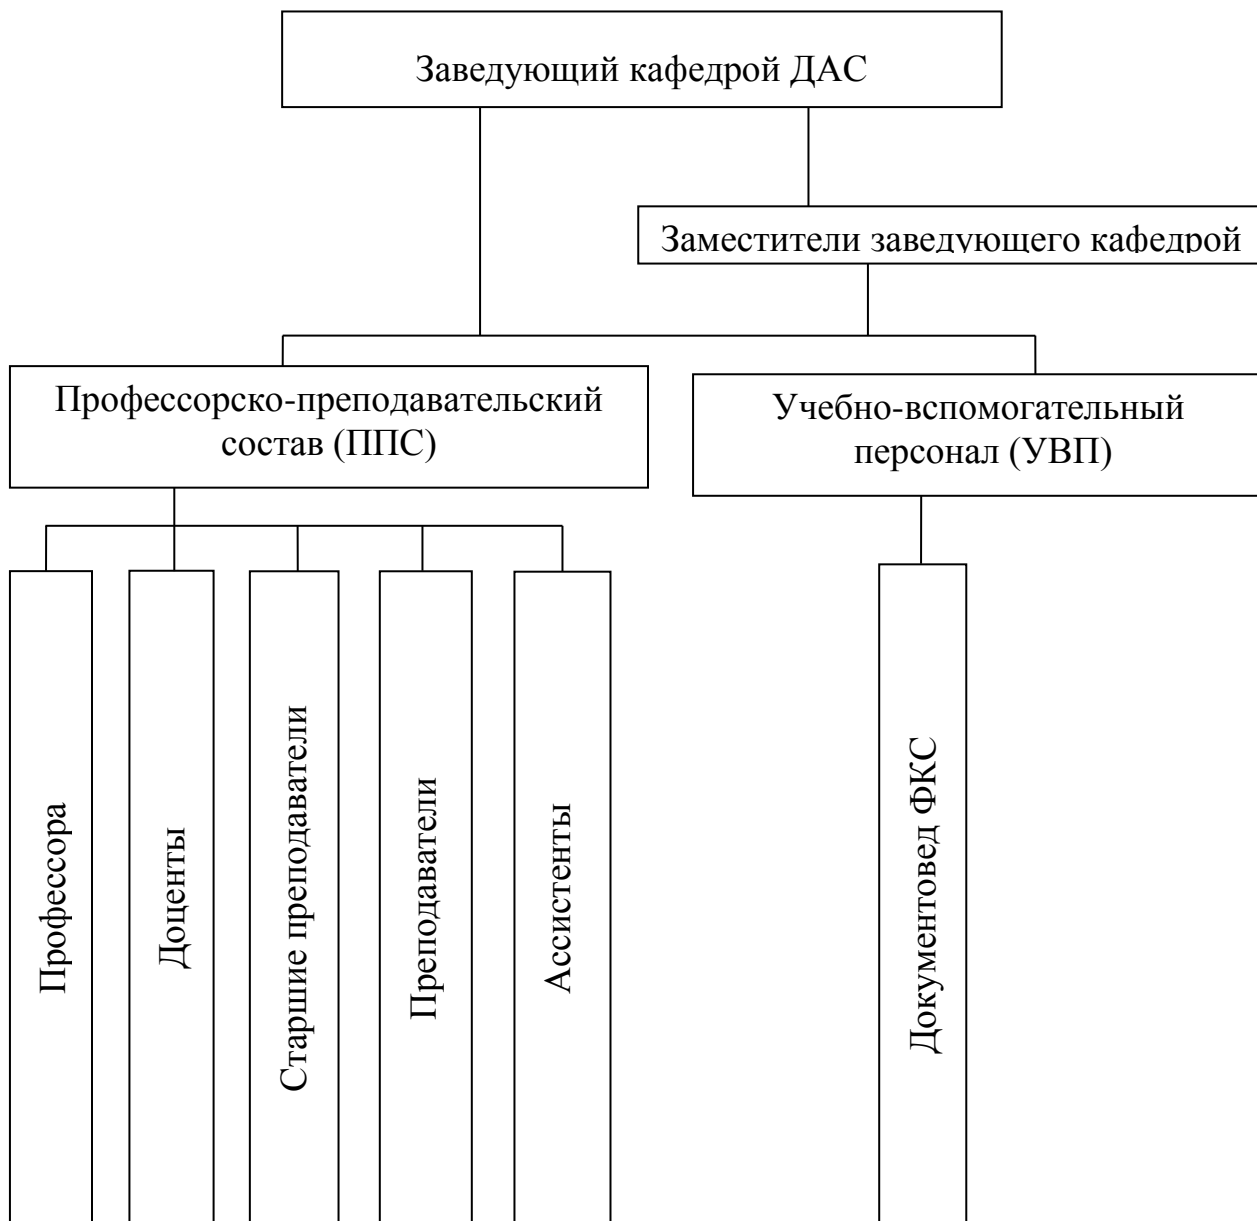 Заведующий кафедрой ДАС
Заместители заведующего кафедрой
Профессорско-преподавательский
состав (ППС)
Учебно-вспомогательный
персонал (УВП)
Профессора
Доценты
Старшие преподаватели
Преподаватели
Ассистенты
Документовед ФКС